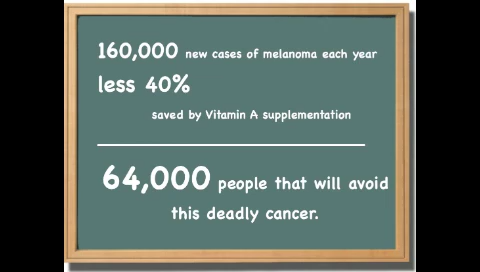 160,000 new cases of melanoma each year
less 40%
saved by Vitamin A supplementation
64,000 people that will avoid
this deadly cancer.